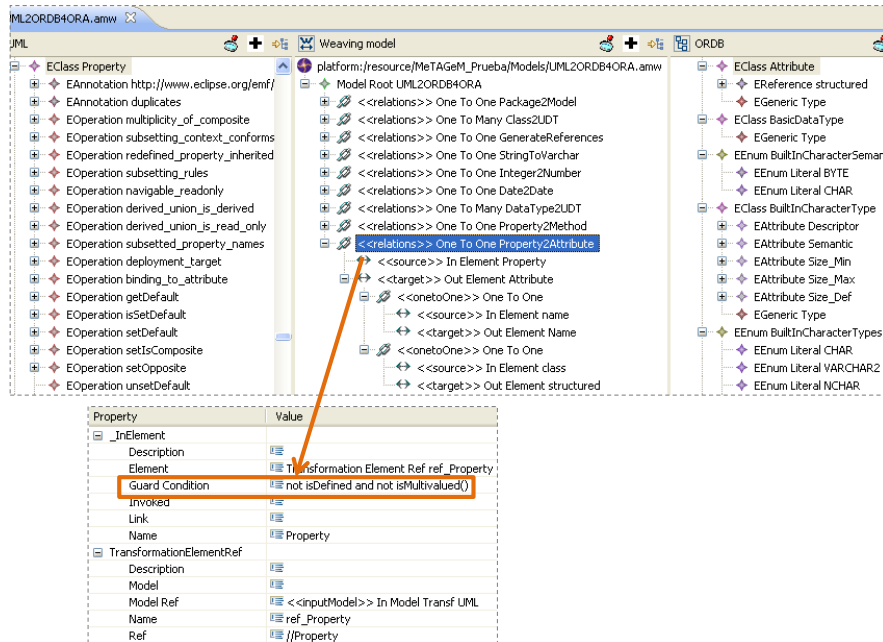 UML2ORDB4ORA.amw
UML
EClass Property
EAnnotation http://www.eclipse.org/emf/
EAnnotation duplicates
EOperation multiplicity_of_composite
EOperation subsetting_context_conforms
EOperation redefined_property_inherited
EOperation subsetting_rules
EOperation navigable_readonly
EOperation derived_union_is_derived
EOperation derived_union_is_read_only
EOperation subsetted_property_names
EOperation deployment_target
EOperation binding_to_attribute
EOperation getDefault
EOperation isSetDefault
EOperation setDefault
EOperation setIsComposite
EOperation setOpposite
EOperation unsetDefault
Weaving model
platform:/resource/MeTAGeM_Prueba/Models/UML2ORDB4ORA.amw
Model Root UML2ORDB4ORA
<<relations>> One To One Package2Model
<<relations>> One To Many Class2UDT
<<relations>> One To One GenerateReferences
<<relations>> One To One StringToVarchar
<<relations>> One To One Integer2Number
<<relations>> One To One Date2Date
<<relations>> One To Many DataType2UDT
<<relations>> One To One Property2Method
<<relations>> One To One Property2Attribute
<<source>> In Element Property
<<target>> Out Element Attribute
<<onetoOne>> One To One
<<source>> In Element name
<<target>> Out Element Name
<<onetoOne>> One To One
<<source>> In Element class
<<target>> Out Element structured
ORDB
EClass Attribute
EReference structured
EGeneric Type
EClass BasicDataType
EGeneric Type
EEnum BuiltInCharacterSeman
EEnum Literal BYTE
EEnum Literal CHAR
EClass BuiltInCharacterType
EAttribute Descriptor
EAttribute Semantic
EAttribute Size_Min
EAttribute Size_Max
EAttribute Size_Def
EGeneric Type
EEnum BuiltInCharacterTypes
EEnum Literal CHAR
EEnum Literal VARCHAR2
EEnum Literal NCHAR
Property Value
_InElement
Description
Element Transformation Element Ref ref_Property
Guard Condition not isDefined and not isMultivalued()
Invoked
Link
Name Property
TransformationElementRef
Description
Model
Model Ref <<inputModel>> In Model Transf UML
Name ref_Property
Ref //Property